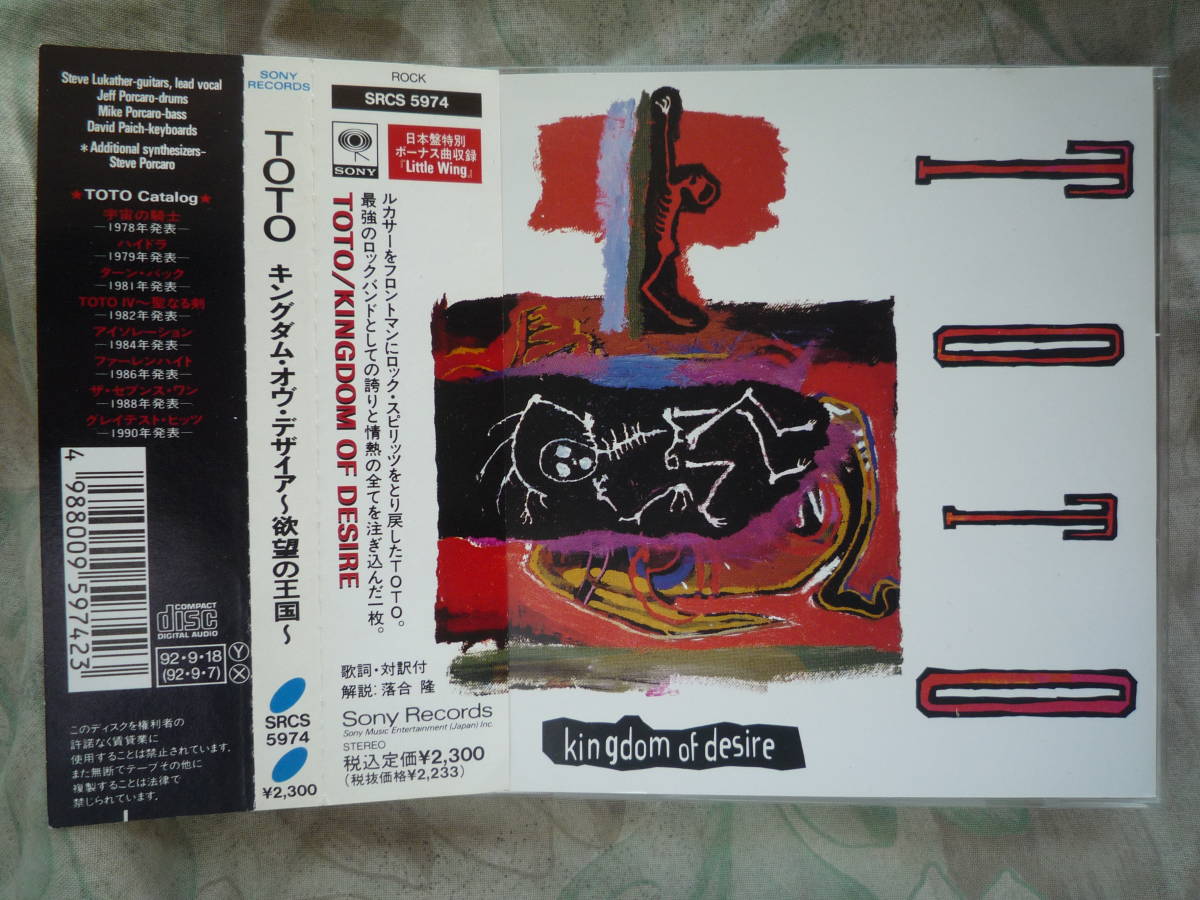 Steve Lukather-guitars, lead vocal
Jeff Porcaro-drums
Mike Porcaro-bass
David Paich-keyboards
＊Additional synthesizers-
Steve Porcaro
★TOTO Catalog★
宇宙の騎士
—1978年発表—
ハイドラ
—1979年発表—
ターン・バック
—1981年発表—
TOTO IV～聖なる剣
—1982年発表—
アイソレーション
—1984年発表—
ファーレンハイト
—1986年発表—
ザ・セブンス・ワン
—1988年発表—
グレイテスト・ヒッツ
—1990年発表—
4 988009 597423
COMPACT
disc
DIGITAL AUDIO
92・9・18
(92・9・7)
Y
X
このディスクを権利者の
許諾なく賃貸業に
使用することは禁止されています。
また無断でテープその他に
複製することは法律で
禁じられています。
SONY
RECORDS
TOTO キングダム・オヴ・デザイア～欲望の王国～
SRCS
5974
¥2,300
ROCK
SRCS 5974
SONY
日本盤特別
ボーナス曲収録
『Little Wing』
ルカサーをフロントマンにロック・スピリッツをとり戻したTOTO。
最強のロックバンドとしての誇りと情熱の全てを注ぎ込んだ一枚。
TOTO/KINGDOM OF DESIRE
歌詞・対訳付
解説：落合 隆
Sony Records
Sony Music Entertainment (Japan) Inc.
STEREO
税込定価¥2,300
(税抜価格¥2,233)
TOTO
kingdom of desire